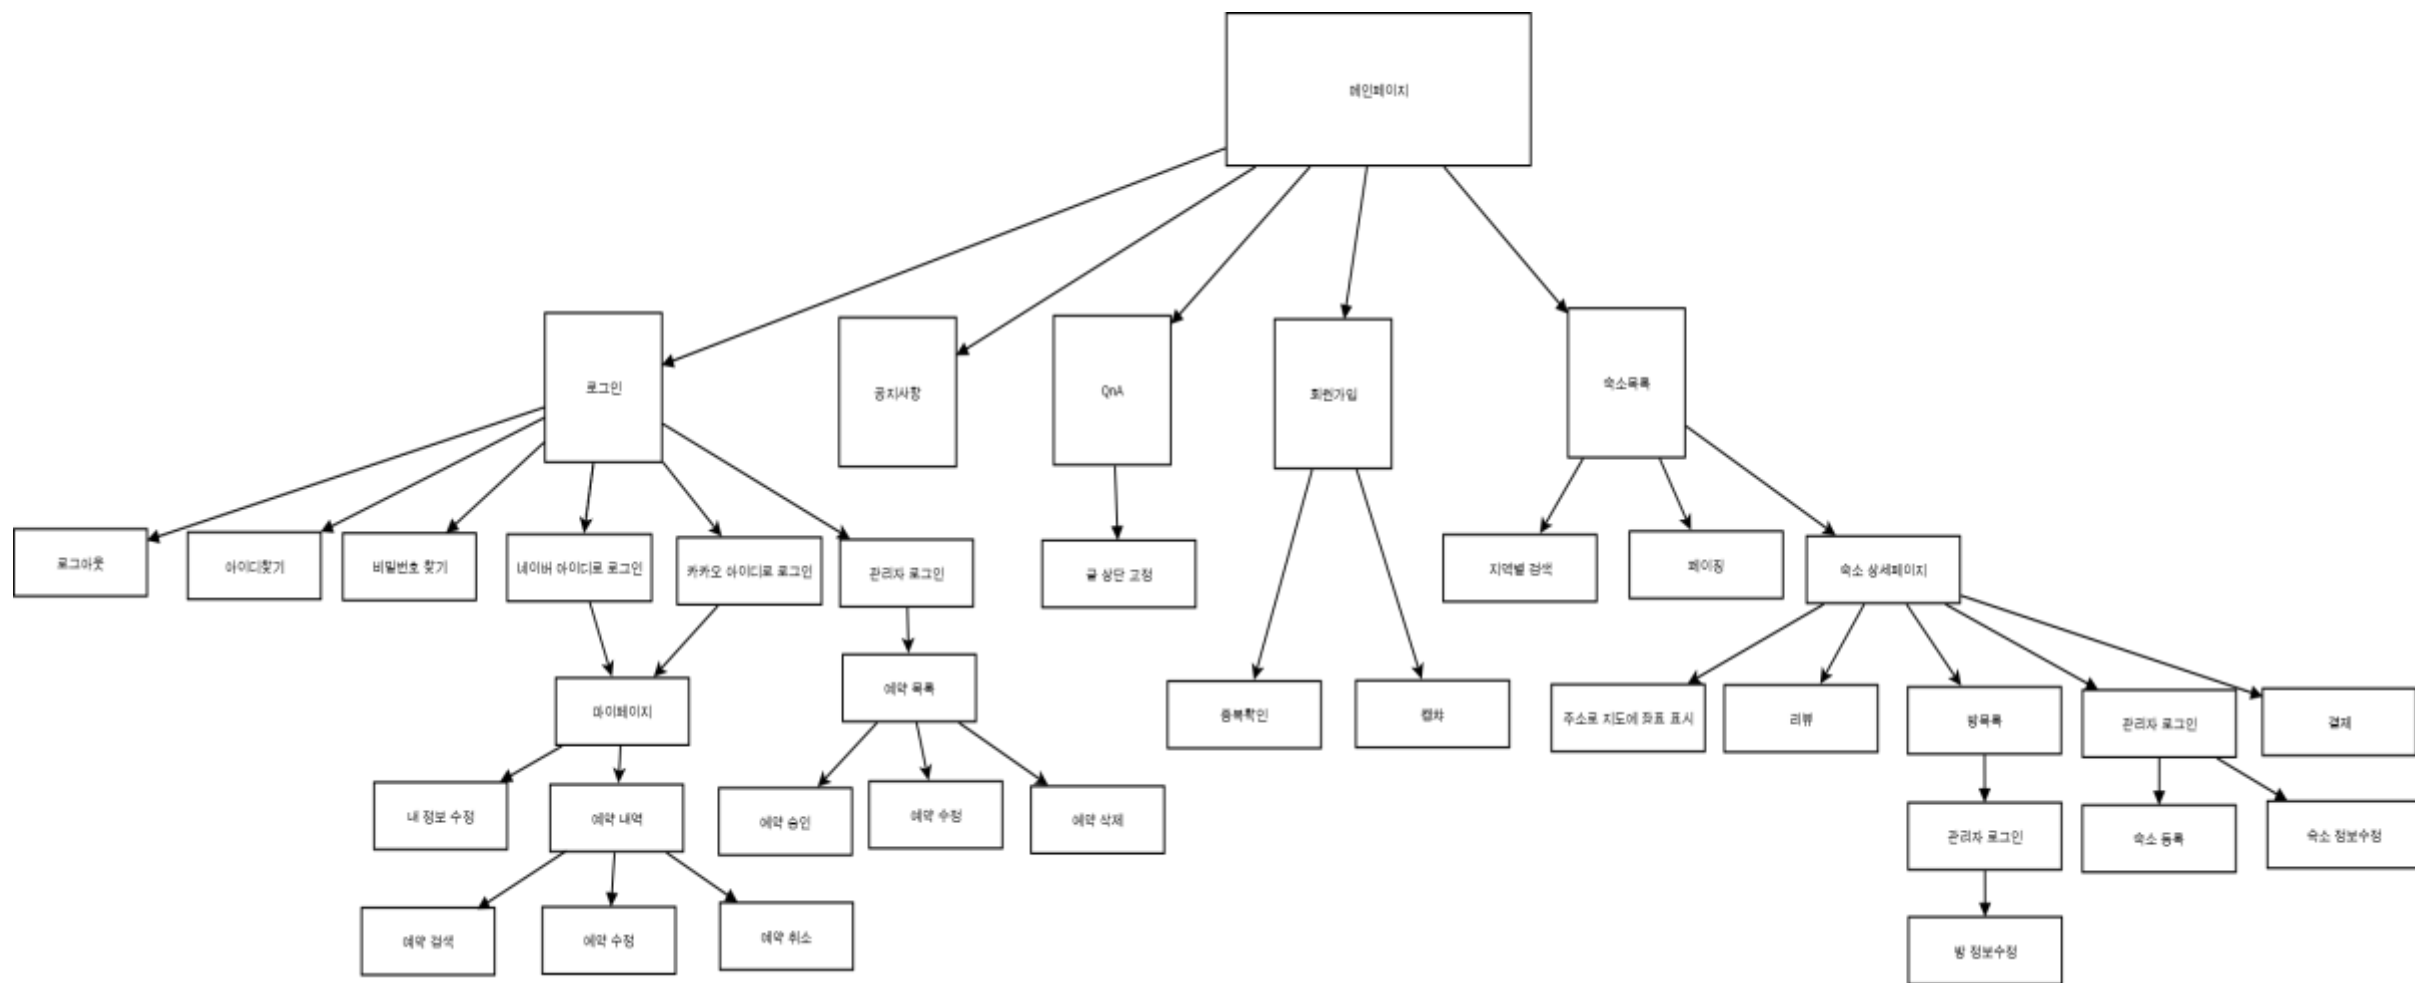 메인페이지
로그인
공지사항
QnA
회원가입
숙소목록
로그아웃
아이디찾기
비밀번호 찾기
네이버 아이디로 로그인
카카오 아이디로 로그인
관리자 로그인
글 상단 고정
지역별 검색
페이징
숙소 상세페이지
마이페이지
예약 목록
중복확인
캡챠
주소로 지도에 좌표 표시
리뷰
방목록
관리자 로그인
결제
내 정보 수정
예약 내역
예약 승인
예약 수정
예약 삭제
관리자 로그인
숙소 등록
숙소 정보수정
예약 검색
예약 수정
예약 취소
방 정보수정